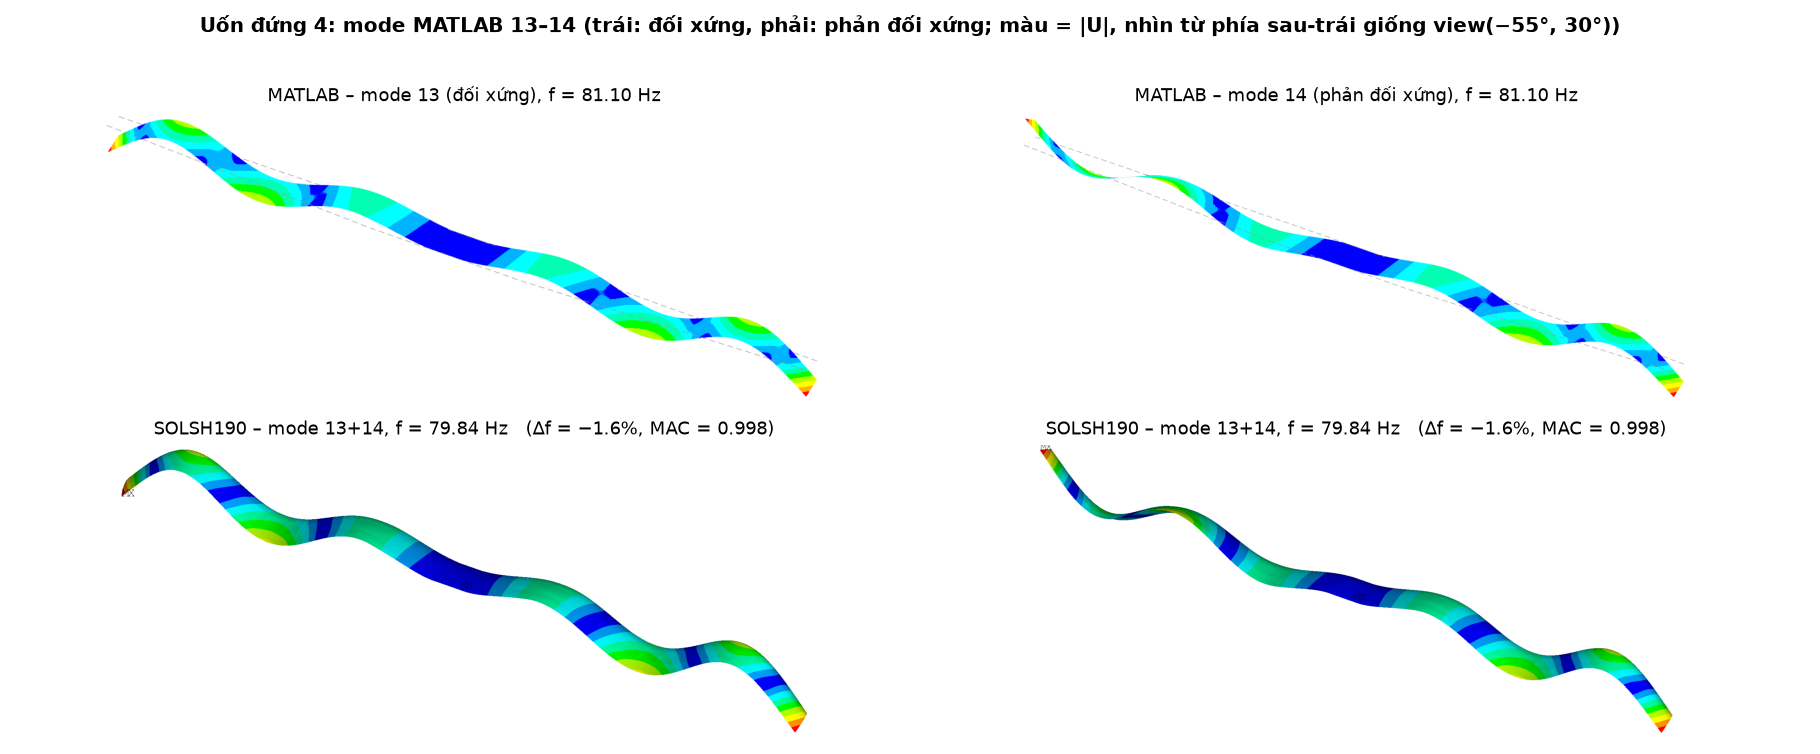 Uốn đứng 4: mode MATLAB 13–14 (trái: đối xứng, phải: phản đối xứng; màu = |U|, nhìn từ phía sau-trái giống view(−55°, 30°))
MATLAB – mode 13 (đối xứng), f = 81.10 Hz
MATLAB – mode 14 (phản đối xứng), f = 81.10 Hz
SOLSH190 – mode 13+14, f = 79.84 Hz (Δf = −1.6%, MAC = 0.998)
SOLSH190 – mode 13+14, f = 79.84 Hz (Δf = −1.6%, MAC = 0.998)